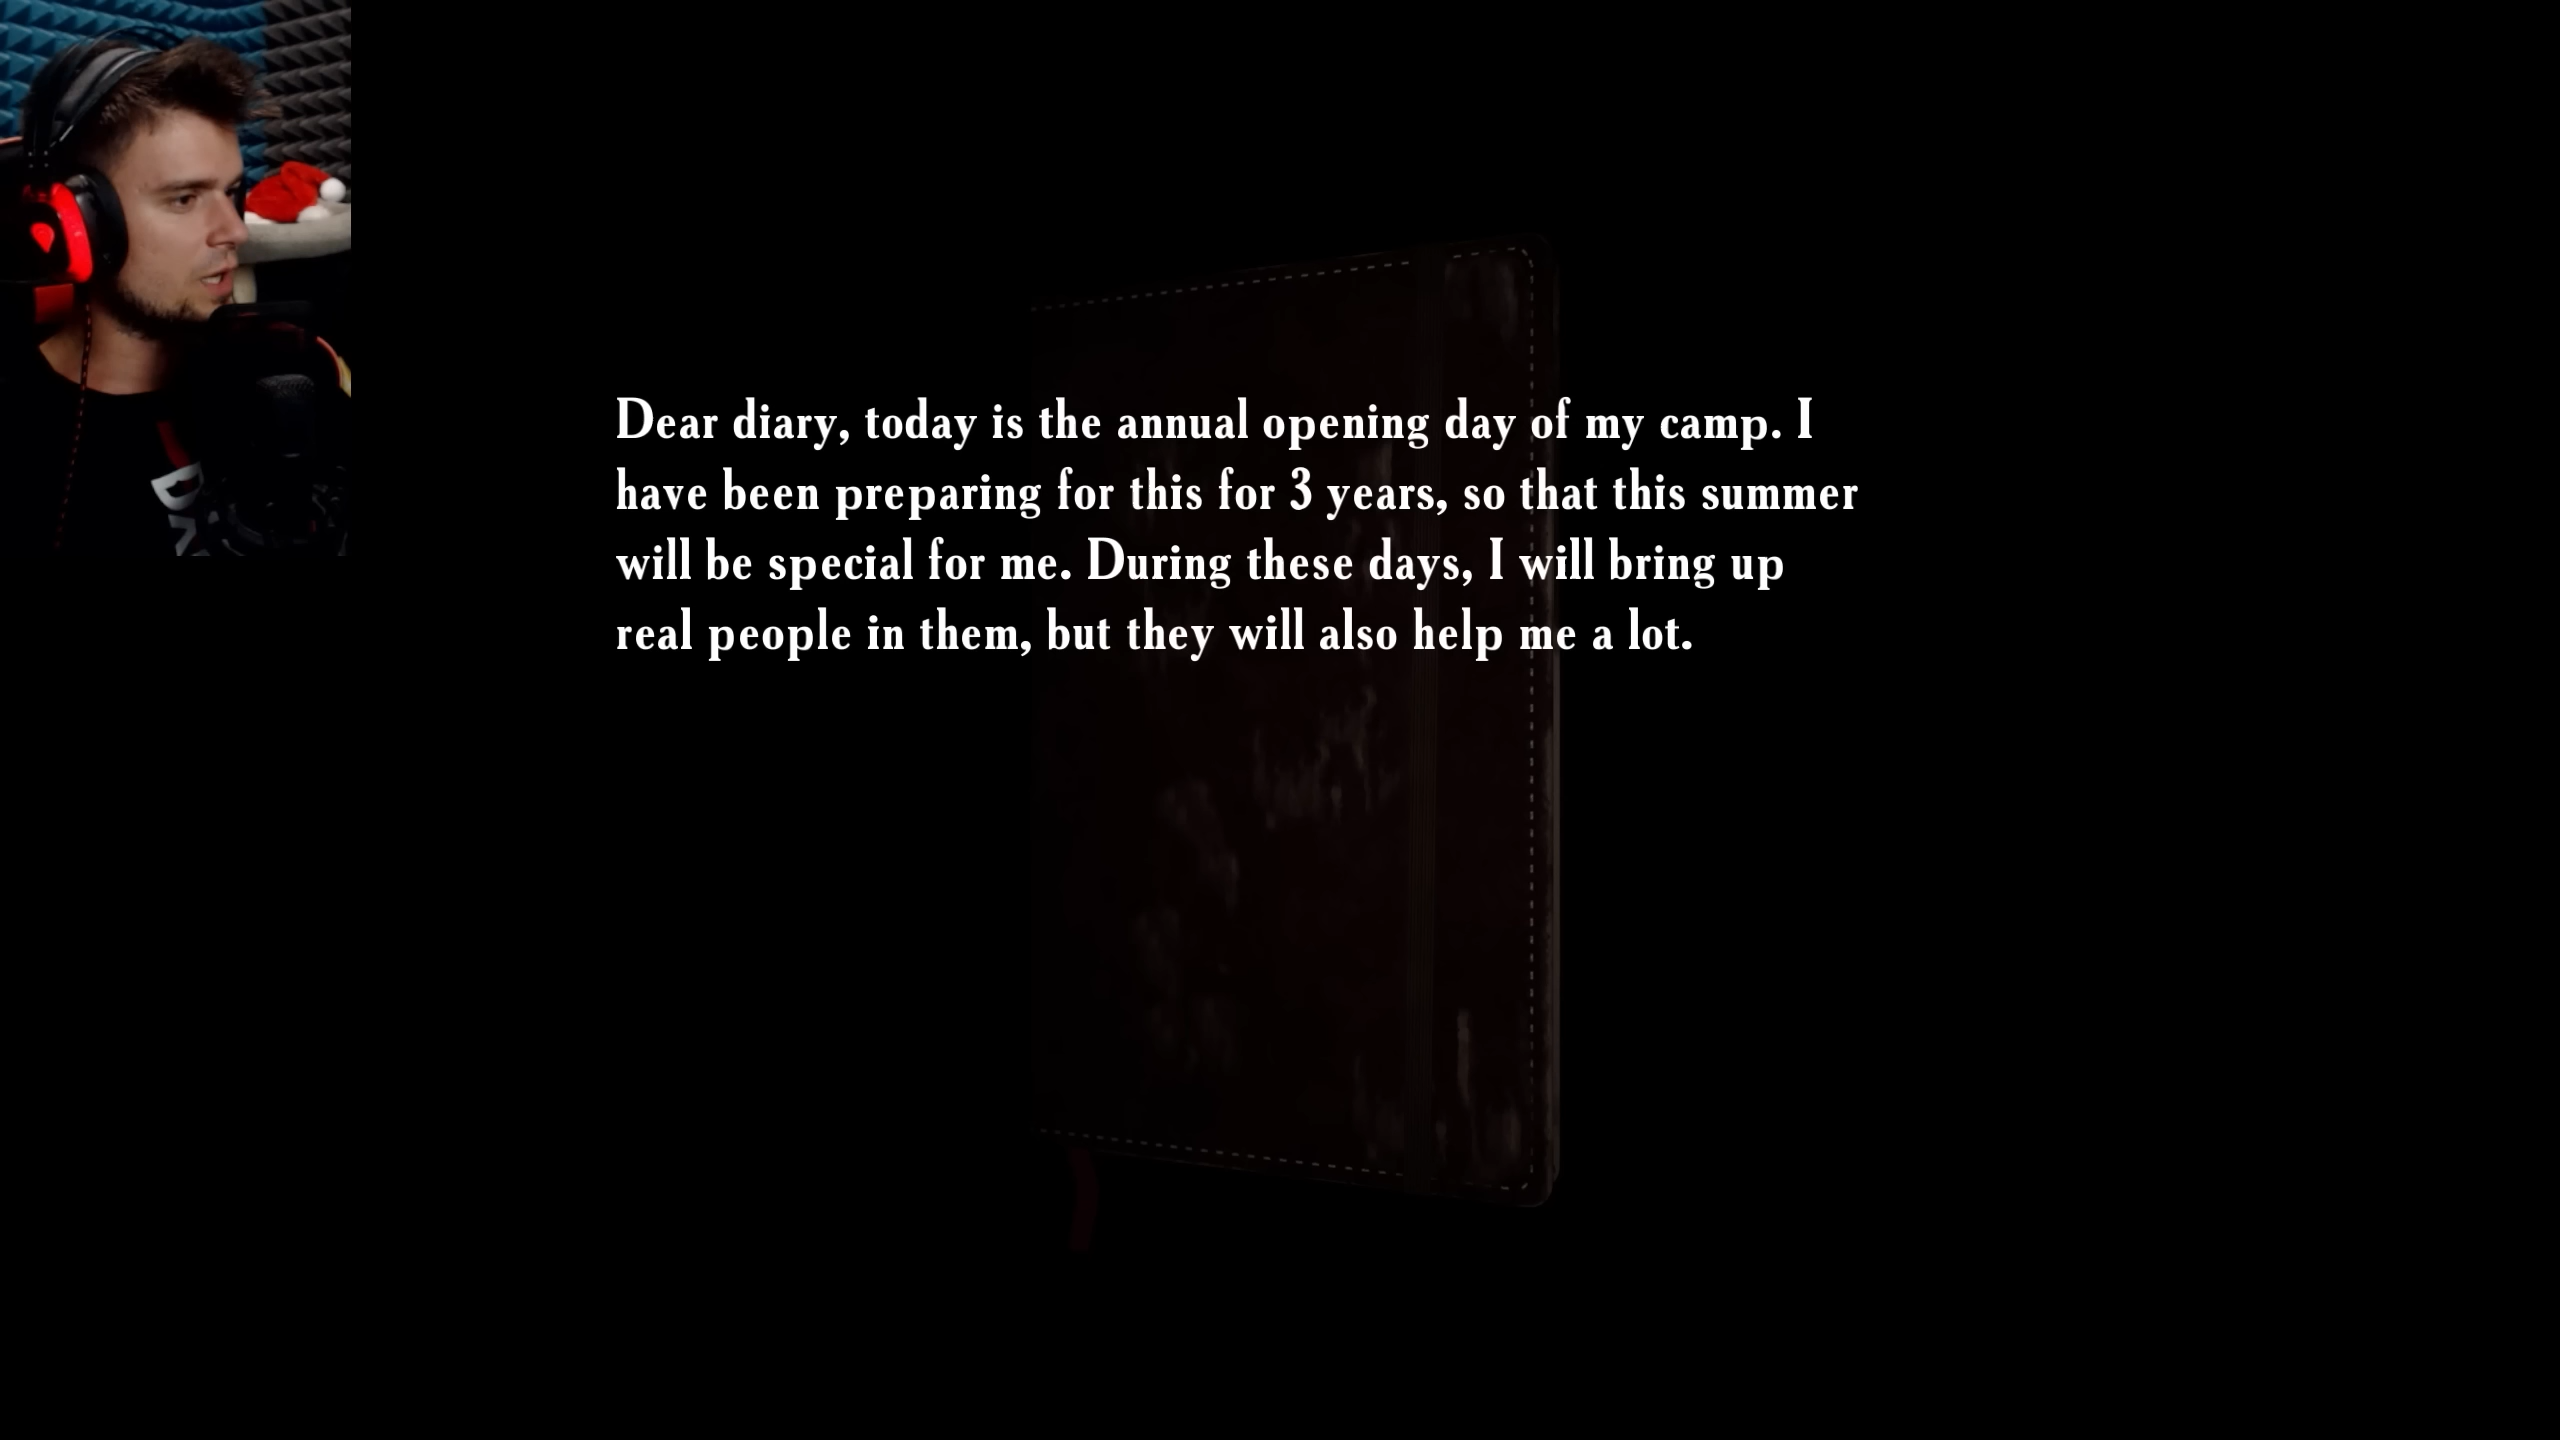 Dear diary, today is the annual opening day of my camp. I
have been preparing for this for 3 years, so that this summer
will be special for me. During these days, I will bring up
real people in them, but they will also help me a lot.